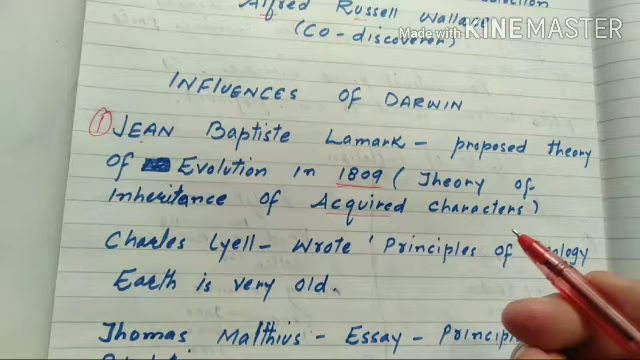 Alfred Russell Wallace
Made with KINEMASTER
(Co-discoverer)
INFLUENCES OF DARWIN
① JEAN Baptiste Lamark - proposed theory
Of Evolution in 1809 (Theory of
Inheritance of Acquired characters)
Charles Lyell - Wrote 'Principles of
Earth is very old.
Thomas Malthius - Essay -